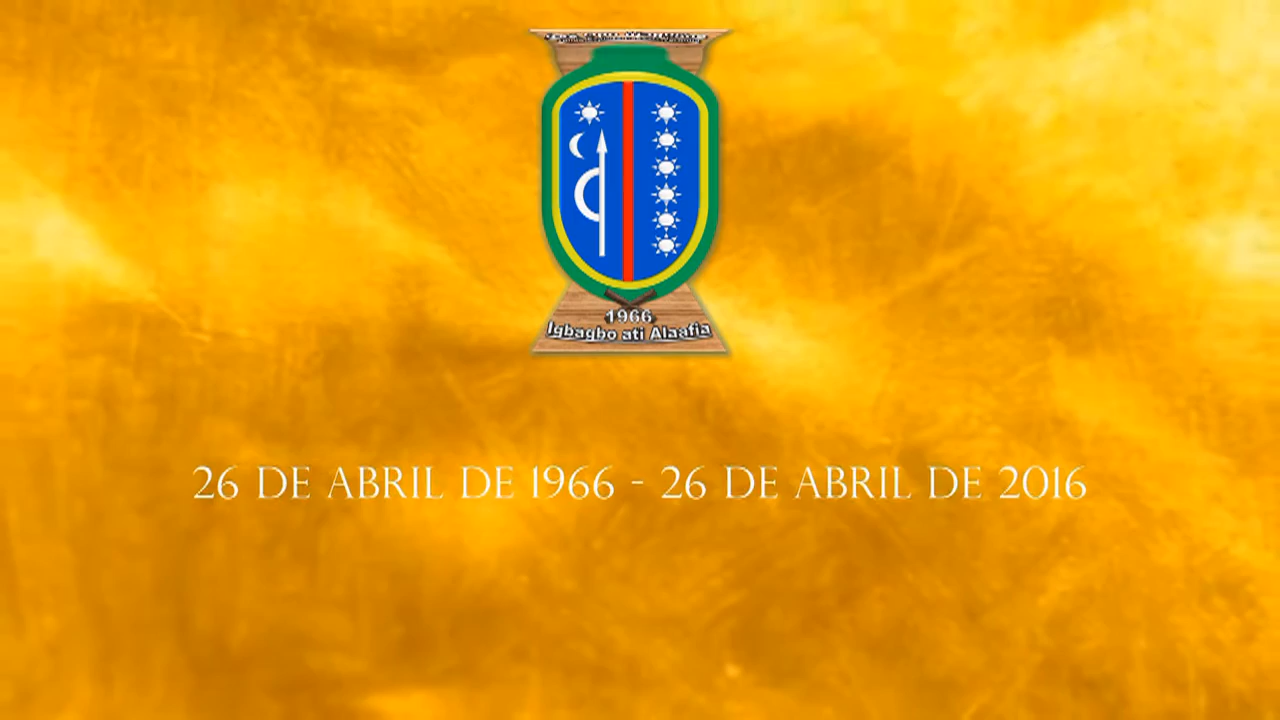 1966
Igbagbo ati Alaafia
26 DE ABRIL DE 1966 - 26 DE ABRIL DE 2016